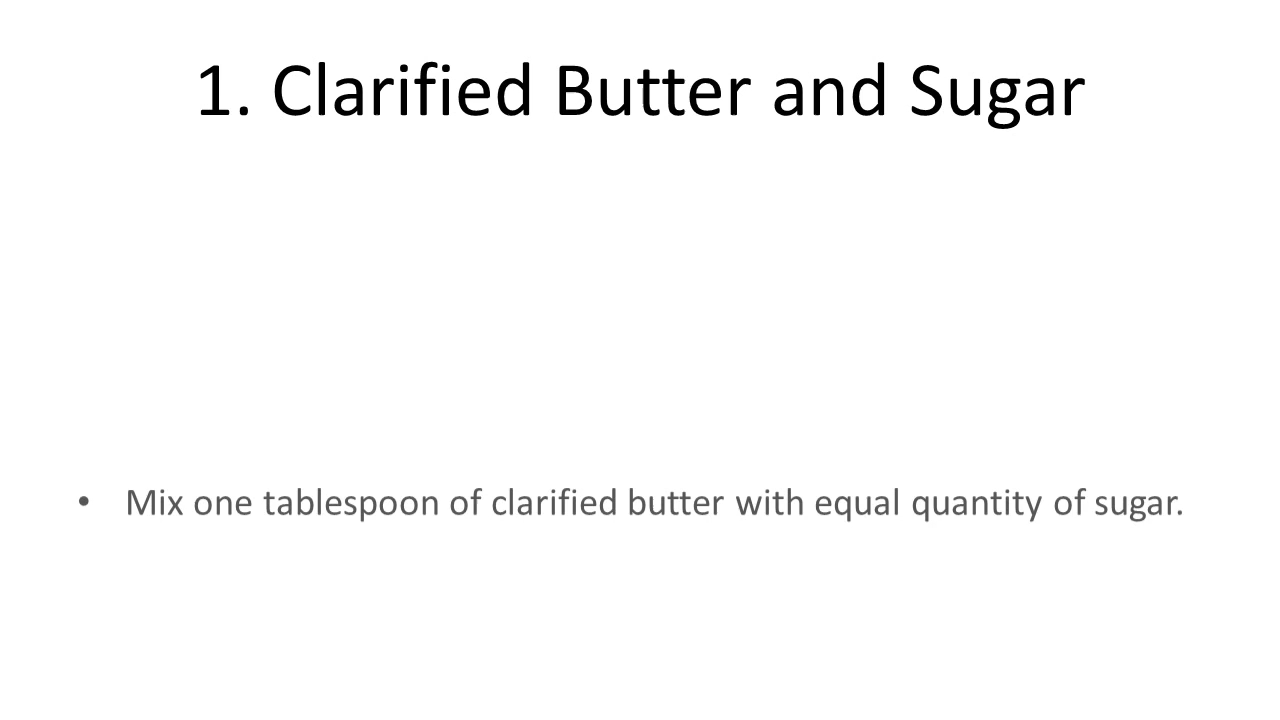 1. Clarified Butter and Sugar
• Mix one tablespoon of clarified butter with equal quantity of sugar.